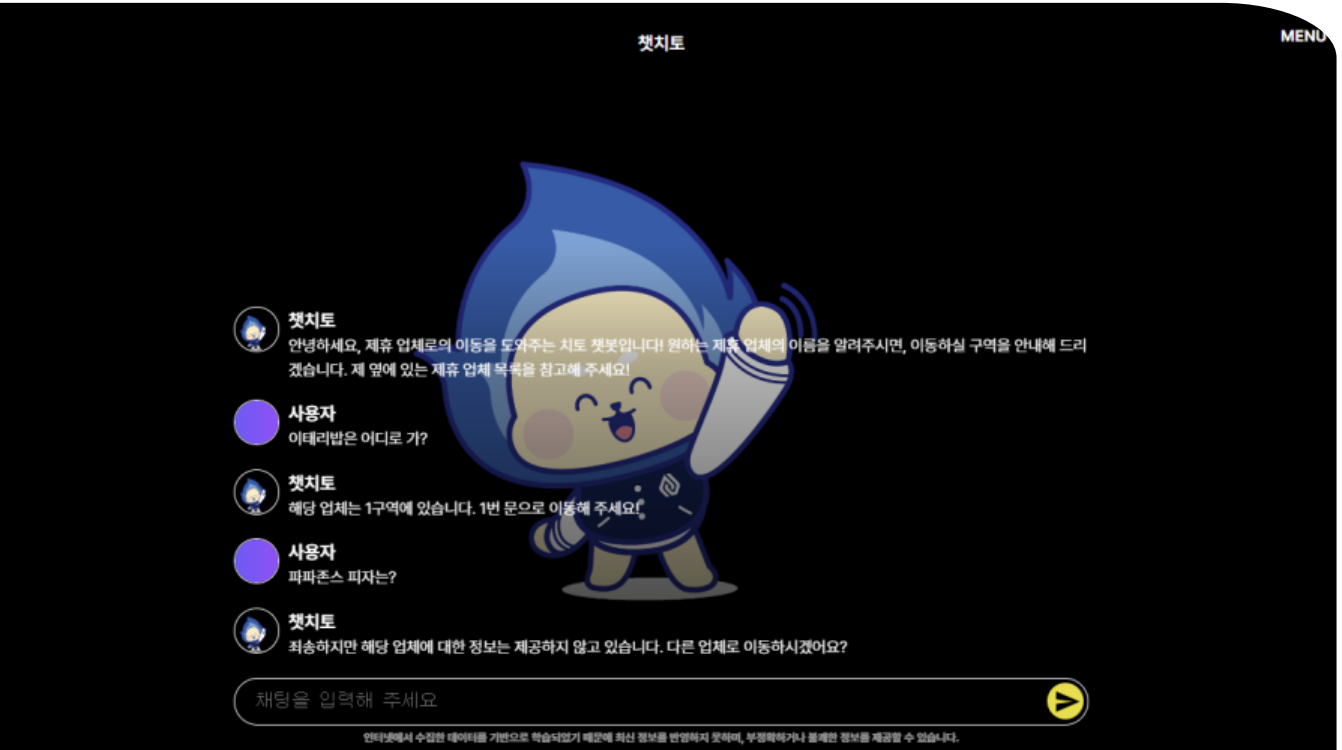 챗치토
MENU
챗치토
안녕하세요, 제휴 업체로의 이동을 도와주는 치토 챗봇입니다! 원하는 제휴 업체의 이름을 알려주시면, 이동하실 구역을 안내해 드리
겠습니다. 제 옆에 있는 제휴 업체 목록을 참고해 주세요!
사용자
이태리밥은 어디로 가?
챗치토
해당 업체는 1구역에 있습니다. 1번 문으로 이동해 주세요!
사용자
파파존스 피자는?
챗치토
죄송하지만 해당 업체에 대한 정보는 제공하지 않고 있습니다. 다른 업체로 이동하시겠어요?
채팅을 입력해 주세요
인터넷에서 수집한 데이터를 기반으로 학습되었기 때문에 최신 정보를 반영하지 못하며, 부정확하거나 불쾌한 정보를 제공할 수 있습니다.